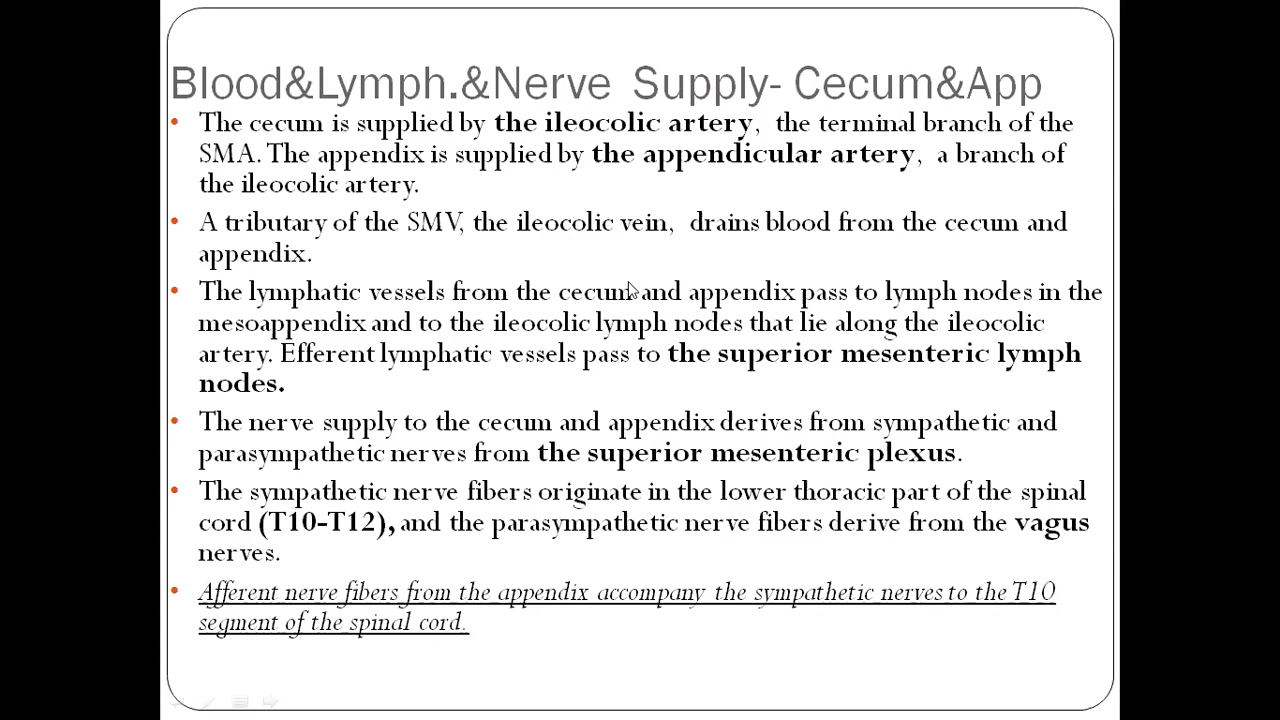 Blood&Lymph.&Nerve Supply- Cecum&App
• The cecum is supplied by the ileocolic artery, the terminal branch of the
SMA. The appendix is supplied by the appendicular artery, a branch of
the ileocolic artery.
• A tributary of the SMV, the ileocolic vein, drains blood from the cecum and
appendix.
• The lymphatic vessels from the cecum and appendix pass to lymph nodes in the
mesoappendix and to the ileocolic lymph nodes that lie along the ileocolic
artery. Efferent lymphatic vessels pass to the superior mesenteric lymph
nodes.
• The nerve supply to the cecum and appendix derives from sympathetic and
parasympathetic nerves from the superior mesenteric plexus.
• The sympathetic nerve fibers originate in the lower thoracic part of the spinal
cord (T10-T12), and the parasympathetic nerve fibers derive from the vagus
nerves.
• Afferent nerve fibers from the appendix accompany the sympathetic nerves to the T10
segment of the spinal cord.